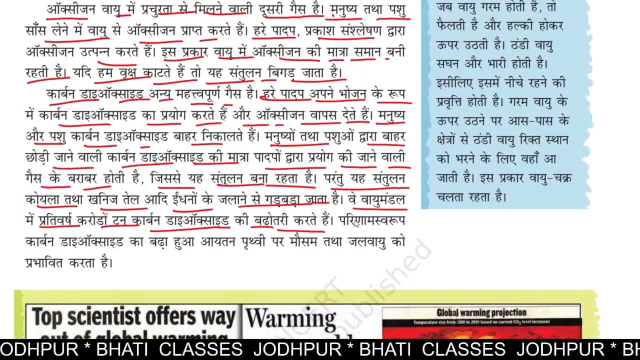 ऑक्सीजन वायु में प्रचुरता से मिलने वाली दूसरी गैस है। मनुष्य तथा पशु
साँस लेने में वायु से ऑक्सीजन प्राप्त करते हैं। हरे पादप, प्रकाश संश्लेषण द्वारा
ऑक्सीजन उत्पन्न करते हैं। इस प्रकार वायु में ऑक्सीजन की मात्रा समान बनी
रहती है। यदि हम वृक्ष काटते हैं तो यह संतुलन बिगड़ जाता है।
कार्बन डाइऑक्साइड अन्य महत्त्वपूर्ण गैस है। हरे पादप अपने भोजन के रूप
में कार्बन डाइऑक्साइड का प्रयोग करते हैं और ऑक्सीजन वापस देते हैं। मनुष्य
और पशु कार्बन डाइऑक्साइड बाहर निकालते हैं। मनुष्यों तथा पशुओं द्वारा बाहर
छोड़ी जाने वाली कार्बन डाइऑक्साइड की मात्रा पादपों द्वारा प्रयोग की जाने वाली
गैस के बराबर होती है, जिससे यह संतुलन बना रहता है। परंतु यह संतुलन
कोयला तथा खनिज तेल आदि ईंधनों के जलाने से गड़बड़ा जाता है। वे वायुमंडल
में प्रतिवर्ष करोड़ों टन कार्बन डाइऑक्साइड की बढ़ोतरी करते हैं। परिणामस्वरूप
कार्बन डाइऑक्साइड का बढ़ा हुआ आयतन पृथ्वी पर मौसम तथा जलवायु को
प्रभावित करता है।
जब वायु गरम होती है, तो
फैलती है और हल्की होकर
ऊपर उठती है। ठंडी वायु
सघन और भारी होती है।
इसीलिए इसमें नीचे रहने की
प्रवृत्ति होती है। गरम वायु के
ऊपर उठने पर आस-पास के
क्षेत्रों से ठंडी वायु रिक्त स्थान
को भरने के लिए वहाँ आ
जाती है। इस प्रकार वायु-चक्र
चलता रहता है।
Top scientist offers way
out of global warming
Warming
Global warming projection
JODHPUR * BHATI CLASSES JODHPUR * BHATI CLASSES JODHPUR * B